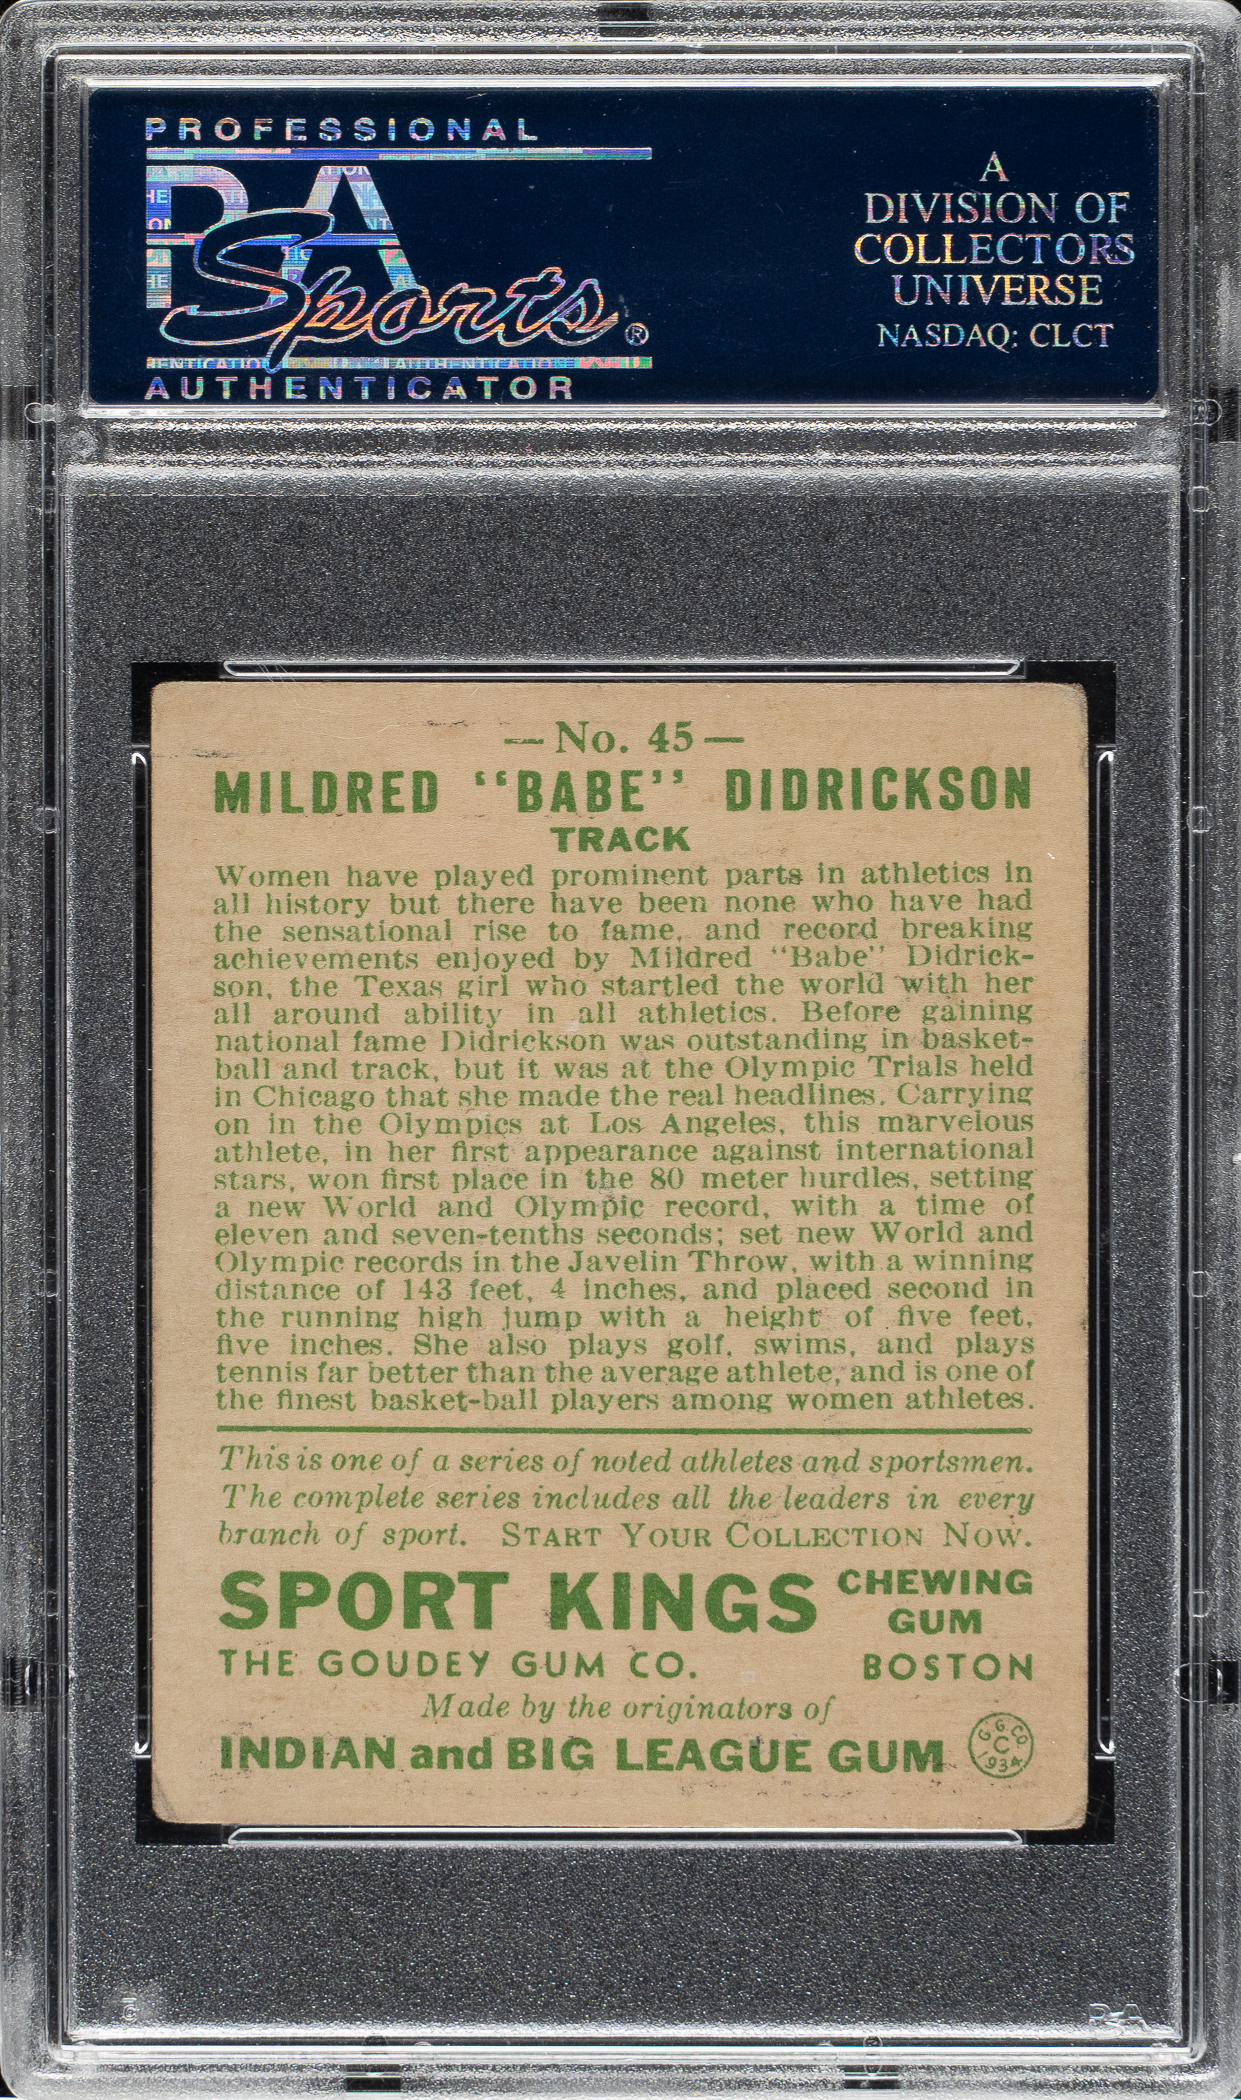 PROFESSIONAL
PSA
Sports®
AUTHENTICATOR
A
DIVISION OF
COLLECTORS
UNIVERSE
NASDAQ: CLCT
— No. 45 —
MILDRED "BABE" DIDRICKSON
TRACK
Women have played prominent parts in athletics in
all history but there have been none who have had
the sensational rise to fame, and record breaking
achievements enjoyed by Mildred "Babe" Didrick-
son, the Texas girl who startled the world with her
all around ability in all athletics. Before gaining
national fame Didrickson was outstanding in basket-
ball and track, but it was at the Olympic Trials held
in Chicago that she made the real headlines. Carrying
on in the Olympics at Los Angeles, this marvelous
athlete, in her first appearance against international
stars, won first place in the 80 meter hurdles, setting
a new World and Olympic record, with a time of
eleven and seven-tenths seconds; set new World and
Olympic records in the Javelin Throw, with a winning
distance of 143 feet, 4 inches, and placed second in
the running high jump with a height of five feet,
five inches. She also plays golf, swims, and plays
tennis far better than the average athlete, and is one of
the finest basket-ball players among women athletes.
This is one of a series of noted athletes and sportsmen.
The complete series includes all the leaders in every
branch of sport. START YOUR COLLECTION NOW.
SPORT KINGS CHEWING GUM
THE GOUDEY GUM CO. BOSTON
Made by the originators of
INDIAN and BIG LEAGUE GUM
G. G. CO.
C
1934
PSA